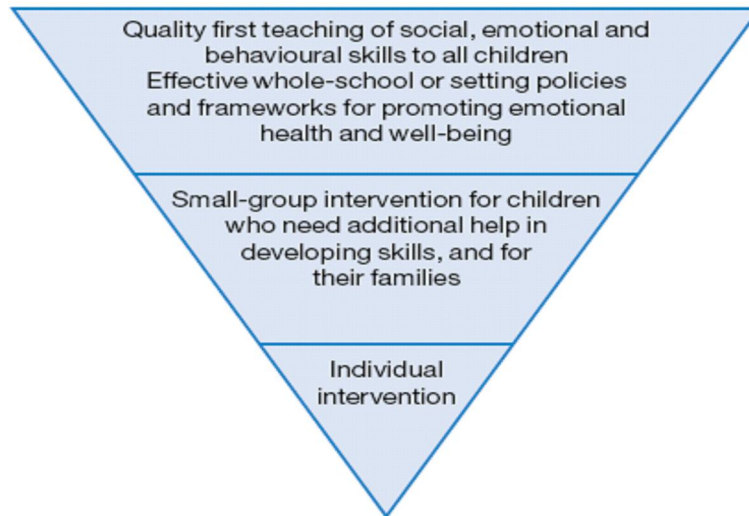 Quality first teaching of social, emotional and
behavioural skills to all children
Effective whole-school or setting policies
and frameworks for promoting emotional
health and well-being
Small-group intervention for children
who need additional help in
developing skills, and for
their families
Individual
intervention